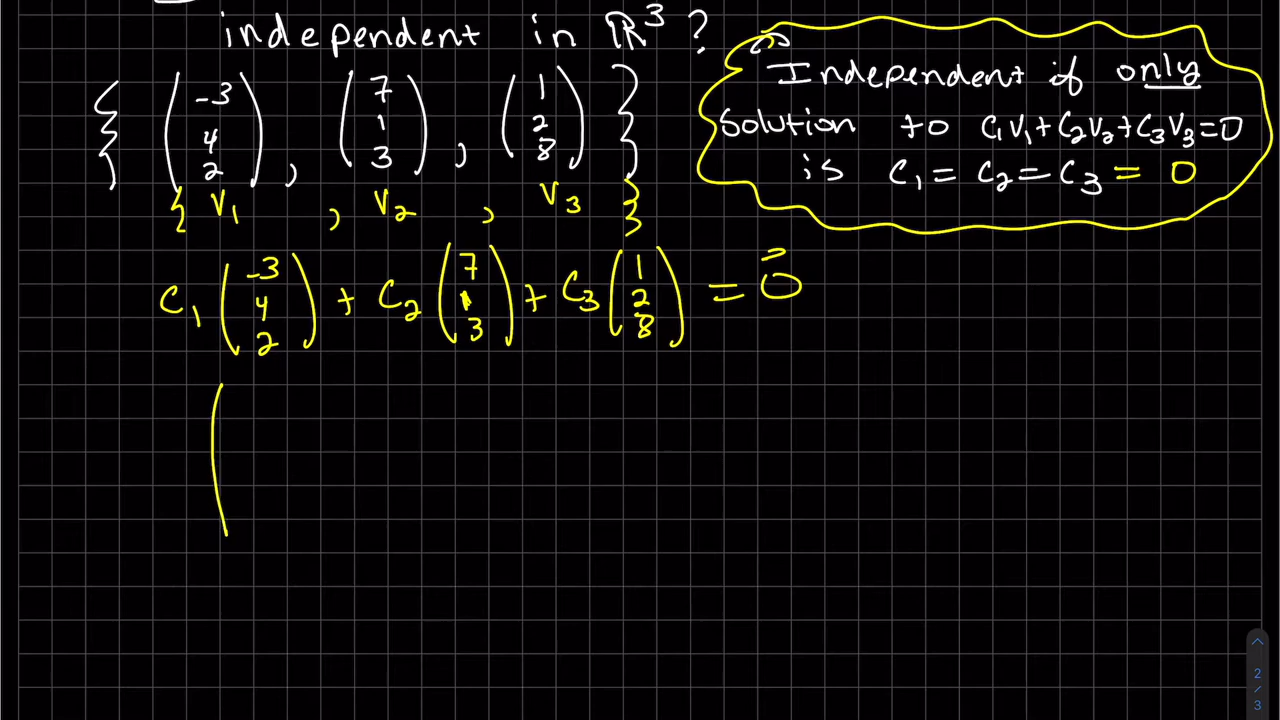 independent in ℝ³ ?
{ (-3 4 2), (7 1 3), (1 2 8) }
{ V₁ , V₂ , V₃ }
Independent if only
solution to C₁V₁+C₂V₂+C₃V₃=0
is C₁ = C₂ = C₃ = 0
C₁ (-3 4 2) + C₂ (7 1 3) + C₃ (1 2 8) = 0
(
2
/
3